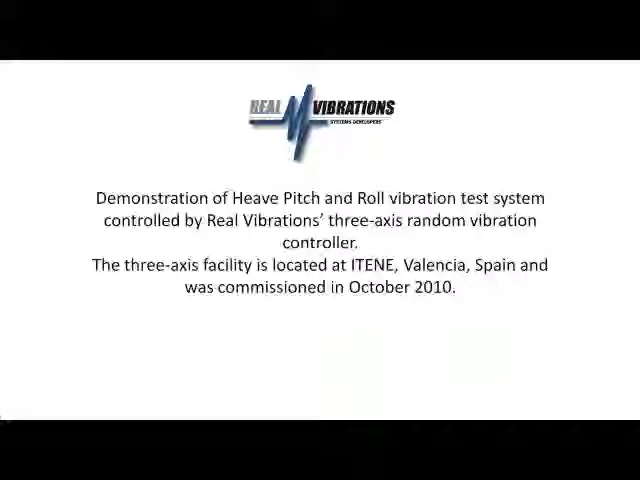 REAL VIBRATIONS
SYSTEMS DEVELOPERS
Demonstration of Heave Pitch and Roll vibration test system
controlled by Real Vibrations’ three-axis random vibration
controller.
The three-axis facility is located at ITENE, Valencia, Spain and
was commissioned in October 2010.